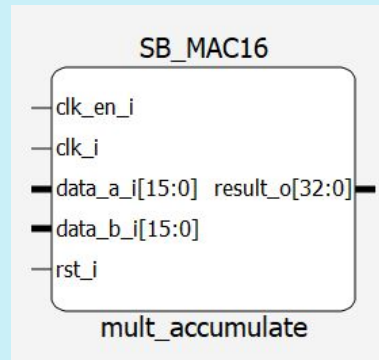 SB_MAC16
clk_en_i
clk_i
data_a_i[15:0] result_o[32:0]
data_b_i[15:0]
rst_i
mult_accumulate